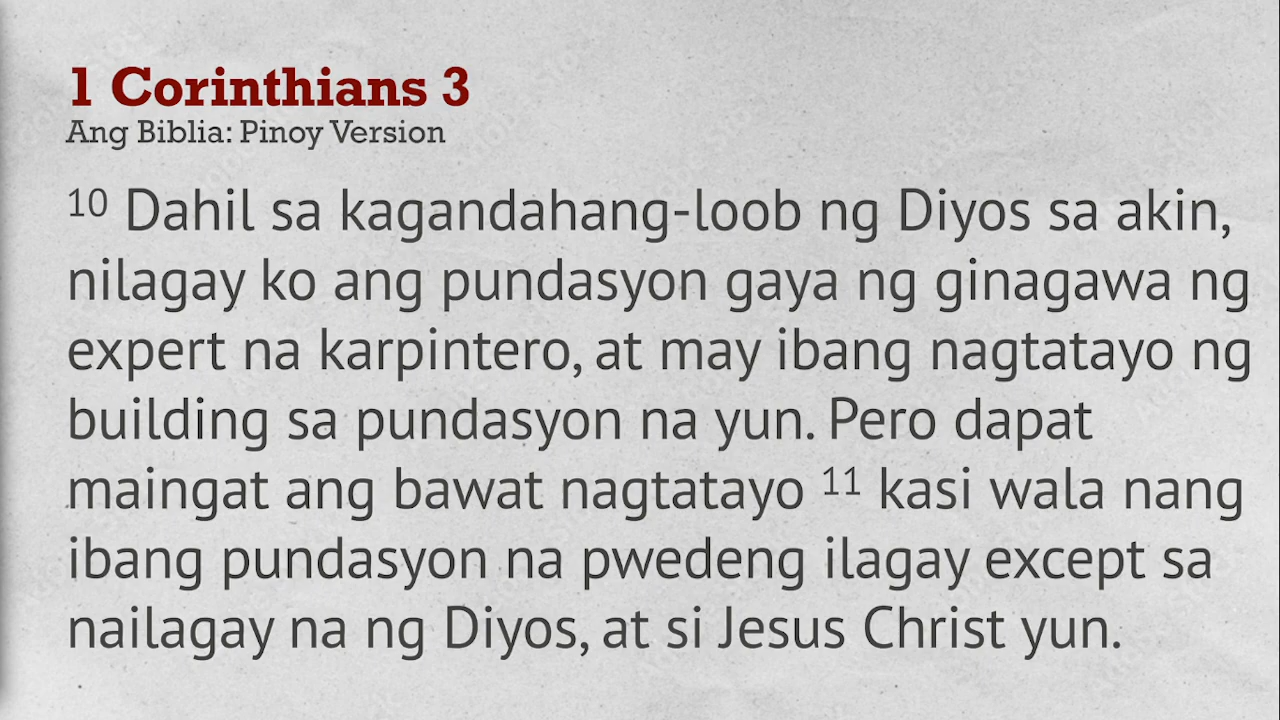 1 Corinthians 3
Ang Biblia: Pinoy Version
10 Dahil sa kagandahang-loob ng Diyos sa akin,
nilagay ko ang pundasyon gaya ng ginagawa ng
expert na karpintero, at may ibang nagtatayo ng
building sa pundasyon na yun. Pero dapat
maingat ang bawat nagtatayo 11 kasi wala nang
ibang pundasyon na pwedeng ilagay except sa
nailagay na ng Diyos, at si Jesus Christ yun.